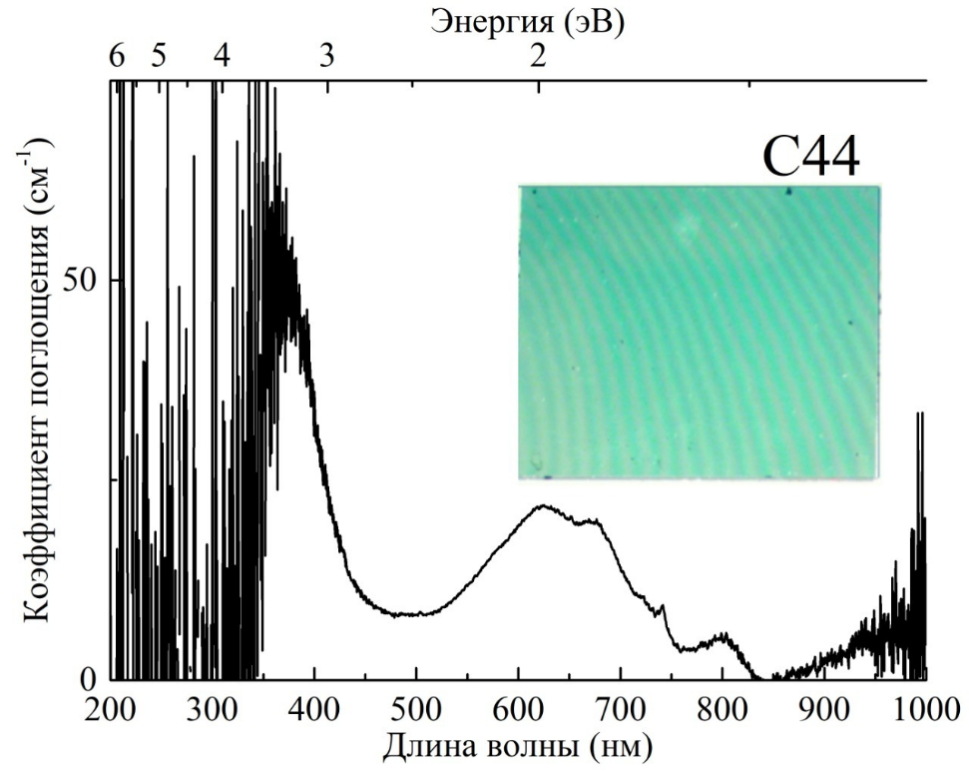 Энергия (эВ)
6 5 4 3 2
C44
Коэффициент поглощения (см⁻¹)
50
0
200 300 400 500 600 700 800 900 1000
Длина волны (нм)